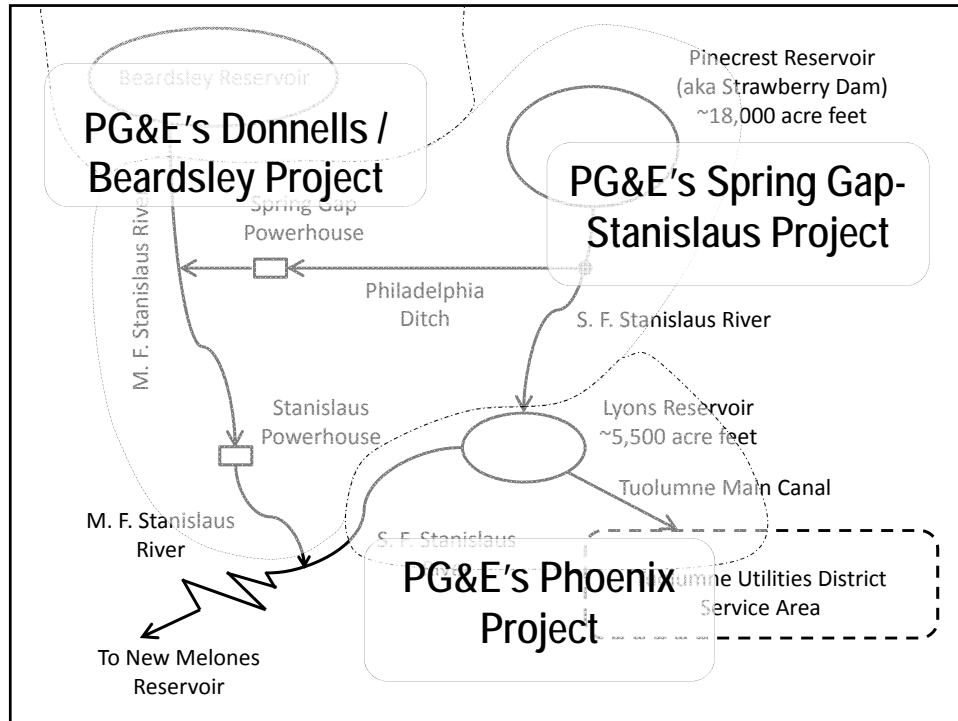 Beardsley Reservoir
PG&E's Donnells /
Beardsley Project
Pinecrest Reservoir
(aka Strawberry Dam)
~18,000 acre feet
PG&E's Spring Gap-
Stanislaus Project
Spring Gap
Powerhouse
M. F. Stanislaus River
Philadelphia
Ditch
S. F. Stanislaus River
Stanislaus
Powerhouse
Lyons Reservoir
~5,500 acre feet
Tuolumne Main Canal
M. F. Stanislaus
River
S. F. Stanislaus
River
PG&E's Phoenix
Project
Tuolumne Utilities District
Service Area
To New Melones
Reservoir